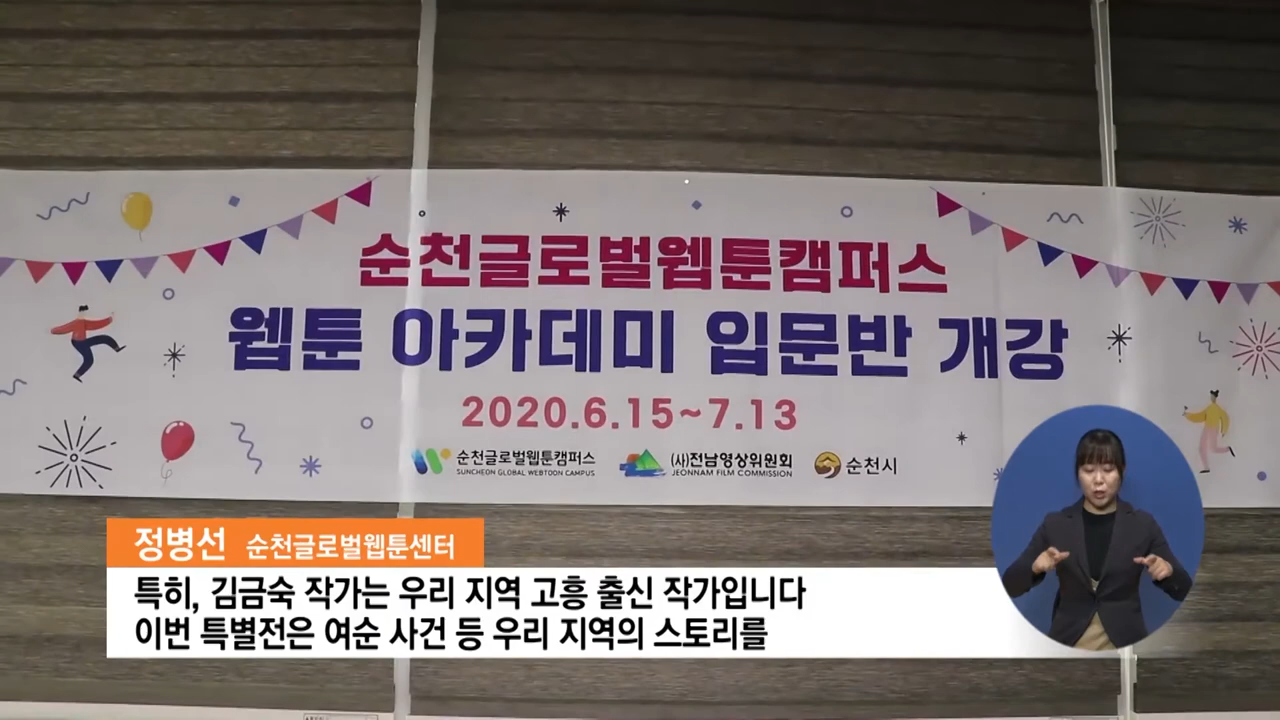 순천글로벌웹툰캠퍼스
웹툰 아카데미 입문반 개강
2020.6.15~7.13
순천글로벌웹툰캠퍼스
SUNCHEON GLOBAL WEBTOON CAMPUS
(사)전남영상위원회
JEONNAM FILM COMMISSION
순천시
정병선 순천글로벌웹툰센터
특히, 김금숙 작가는 우리 지역 고흥 출신 작가입니다
이번 특별전은 여순 사건 등 우리 지역의 스토리를